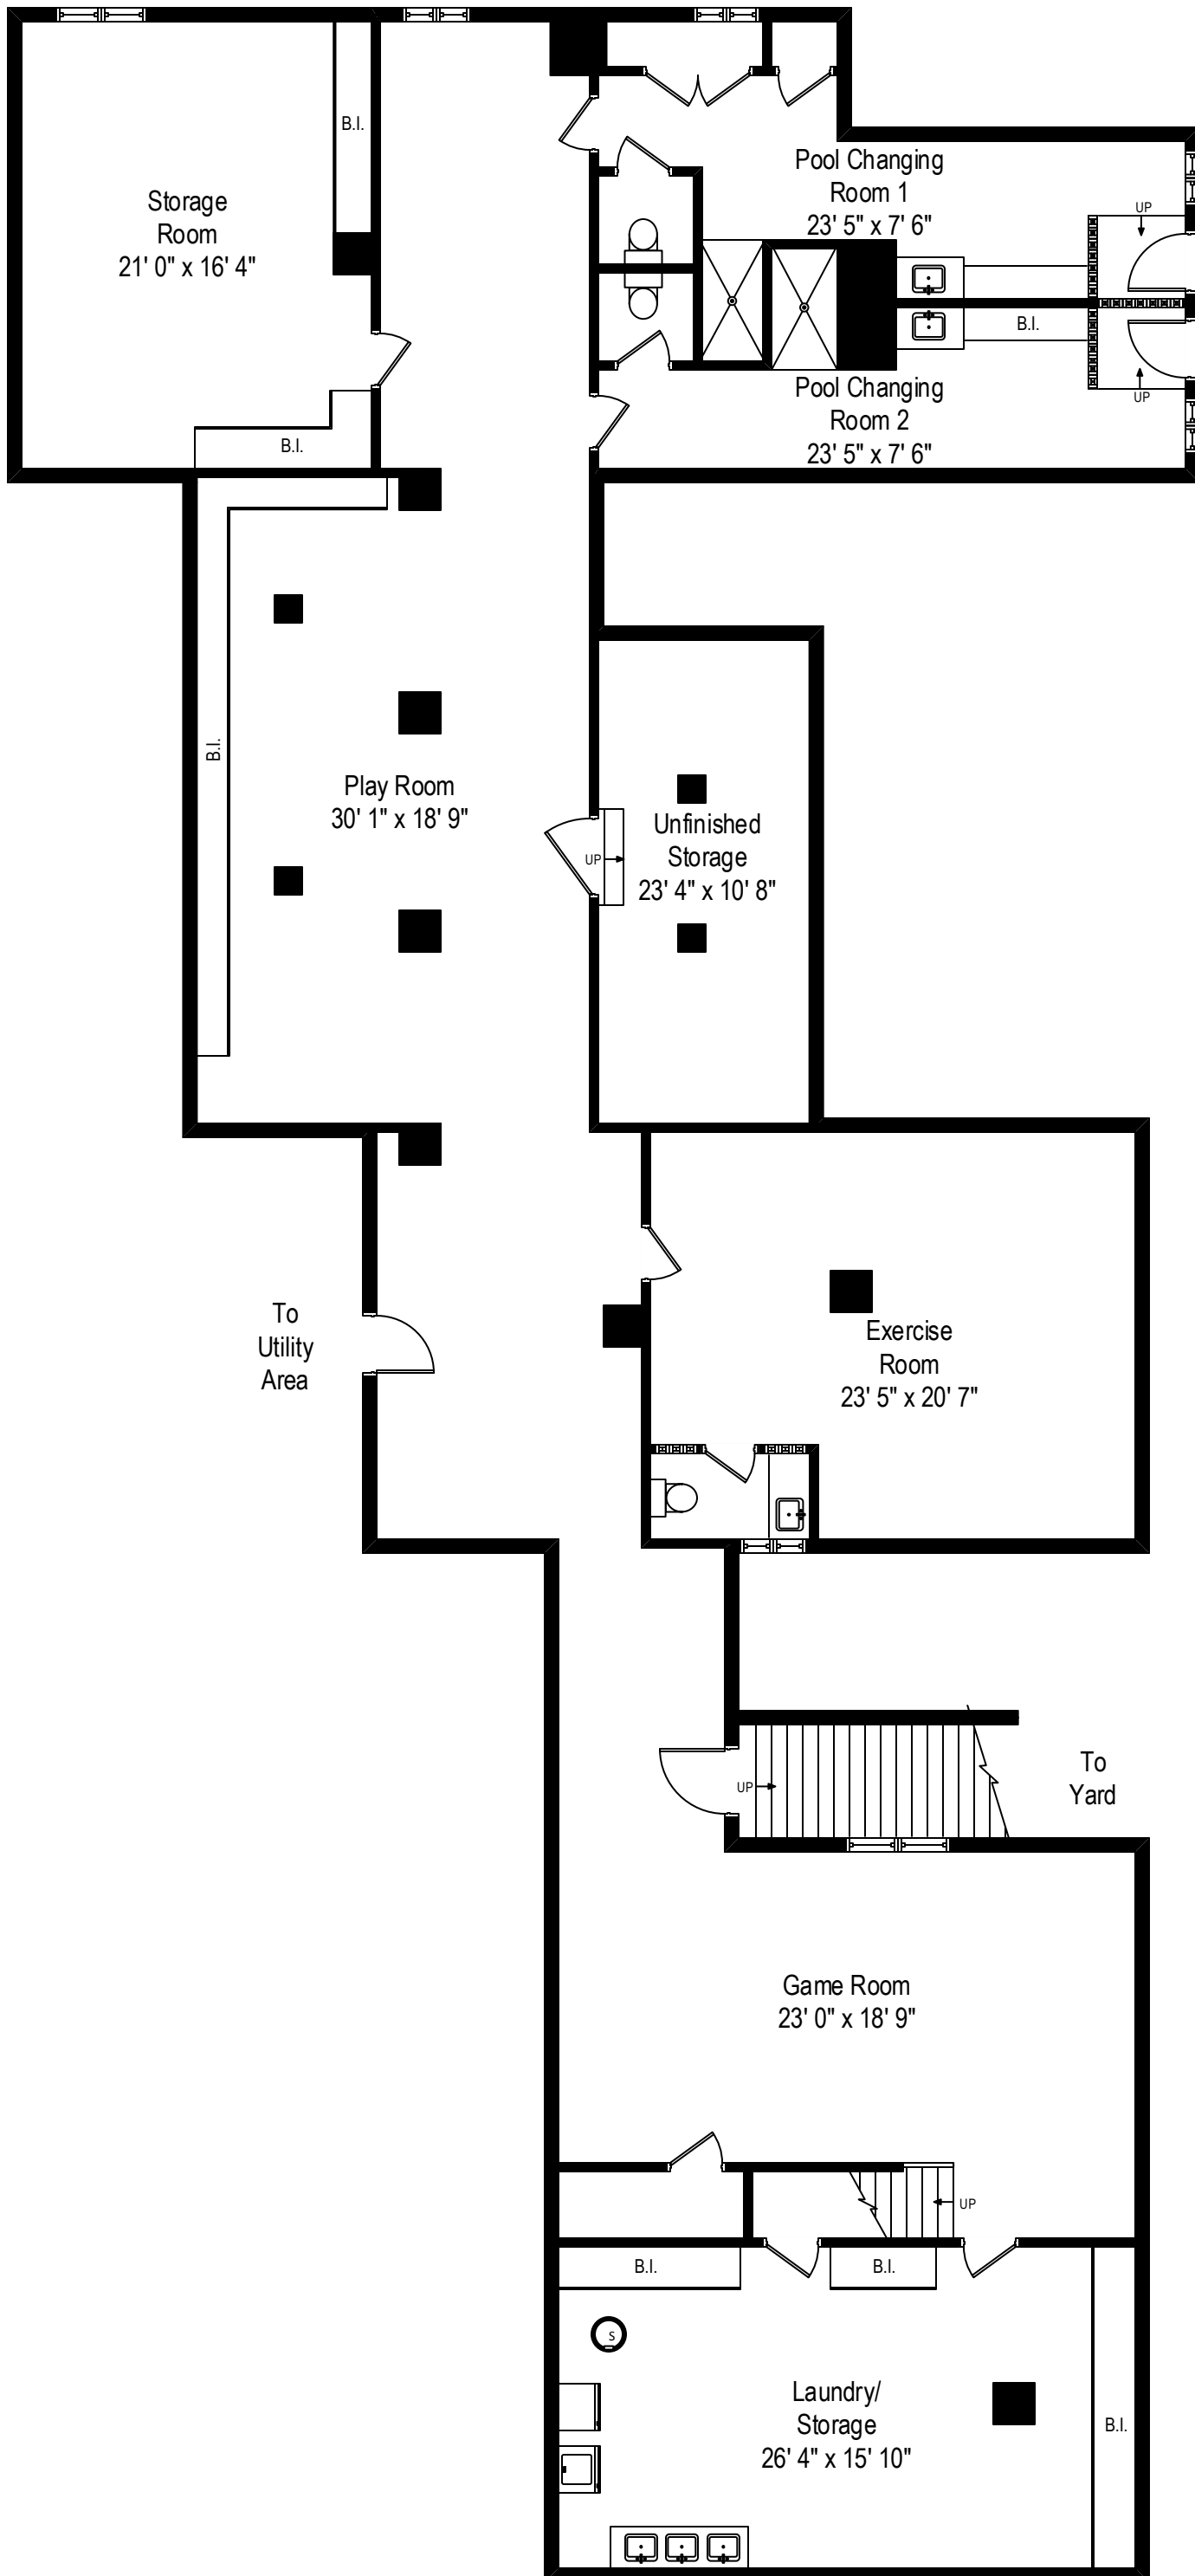 B.I.
Storage
Room
21' 0" x 16' 4"
B.I.
Pool Changing
Room 1
23' 5" x 7' 6"
UP
B.I.
UP
Pool Changing
Room 2
23' 5" x 7' 6"
B.I.
Play Room
30' 1" x 18' 9"
UP
Unfinished
Storage
23' 4" x 10' 8"
To
Utility
Area
Exercise
Room
23' 5" x 20' 7"
UP
To
Yard
Game Room
23' 0" x 18' 9"
UP
B.I.
B.I.
S
Laundry/
Storage
26' 4" x 15' 10"
B.I.